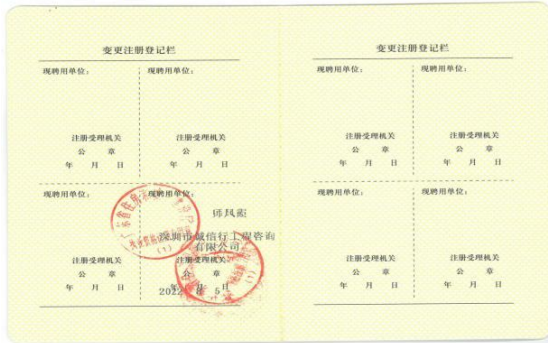 变更注册登记栏
现聘用单位：
现聘用单位：
注册受理机关
公 章
年 月 日
注册受理机关
公 章
年 月 日
现聘用单位：
现聘用单位：
师凤
深圳市诚信行工程咨询
有限公司
注册受理机关
公 章
年 月 日
注册受理机关
公 章
2022年8月5日
变更注册登记栏
现聘用单位：
现聘用单位：
注册受理机关
公 章
年 月 日
注册受理机关
公 章
年 月 日
现聘用单位：
现聘用单位：
注册受理机关
公 章
年 月 日
注册受理机关
公 章
年 月 日